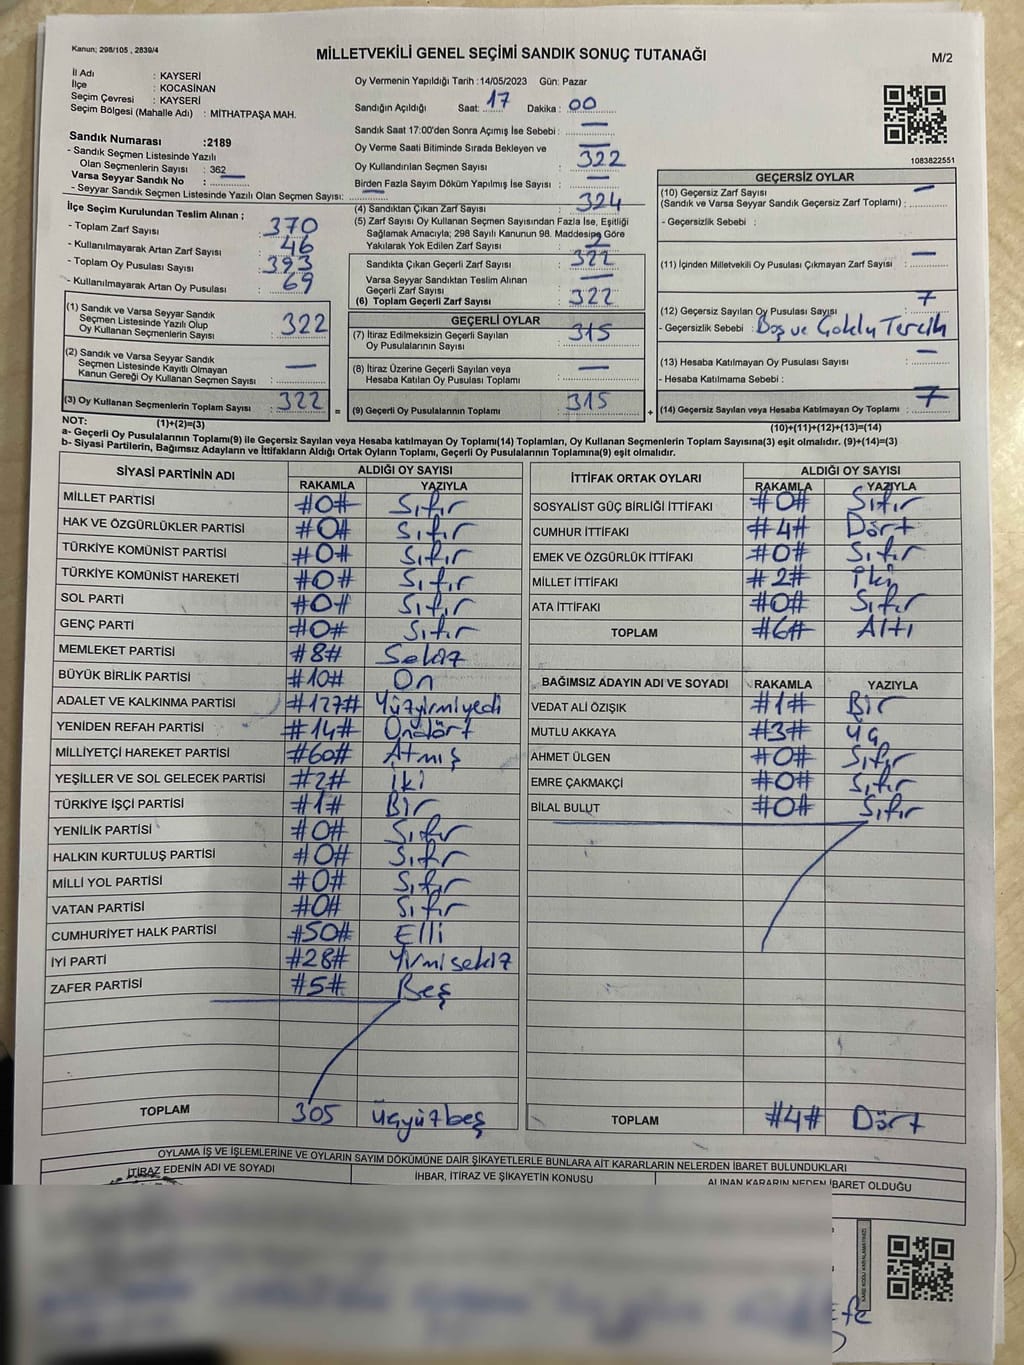 Kanun; 298/105 , 2839/4
MİLLETVEKİLİ GENEL SEÇİMİ SANDIK SONUÇ TUTANAĞI
M/2
İl Adı : KAYSERİ
İlçe : KOCASİNAN
Seçim Çevresi : KAYSERİ
Seçim Bölgesi (Mahalle Adı) : MİTHATPAŞA MAH.
Sandık Numarası :2189
- Sandık Seçmen Listesinde Yazılı
Olan Seçmenlerin Sayısı : 362
Varsa Seyyar Sandık No :
- Seyyar Sandık Seçmen Listesinde Yazılı Olan Seçmen Sayısı: —
İlçe Seçim Kurulundan Teslim Alınan ;
- Toplam Zarf Sayısı : 370
- Kullanılmayarak Artan Zarf Sayısı : 46
- Toplam Oy Pusulası Sayısı : 393
- Kullanılmayarak Artan Oy Pusulası : 69
(1) Sandık ve Varsa Seyyar Sandık
Seçmen Listesinde Yazılı Olup
Oy Kullanan Seçmenlerin Sayısı : 322
(2) Sandık ve Varsa Seyyar Sandık
Seçmen Listesinde Kayıtlı Olmayan
Kanun Gereği Oy Kullanan Seçmen Sayısı : —
(3) Oy Kullanan Seçmenlerin Toplam Sayısı : 322
(1)+(2)=(3)
Oy Vermenin Yapıldığı Tarih :14/05/2023 Gün: Pazar
Sandığın Açıldığı Saat: 17 Dakika : 00
Sandık Saat 17:00'den Sonra Açımış İse Sebebi : —
Oy Verme Saati Bitiminde Sırada Bekleyen ve
Oy Kullandırılan Seçmen Sayısı : 322
Birden Fazla Sayım Döküm Yapılmış İse Sayısı : —
(4) Sandıktan Çıkan Zarf Sayısı : 324
(5) Zarf Sayısı Oy Kullanan Seçmen Sayısından Fazla İse, Eşitliği
Sağlamak Amacıyla; 298 Sayılı Kanunun 98. Maddesine Göre
Yakılarak Yok Edilen Zarf Sayısı : 2
Sandıkta Çıkan Geçerli Zarf Sayısı : 322
Varsa Seyyar Sandıktan Teslim Alınan
Geçerli Zarf Sayısı : —
(6) Toplam Geçerli Zarf Sayısı : 322
GEÇERLİ OYLAR
(7) İtiraz Edilmeksizin Geçerli Sayılan
Oy Pusulalarının Sayısı : 315
(8) İtiraz Üzerine Geçerli Sayılan veya
Hesaba Katılan Oy Pusulası Toplamı : —
= (9) Geçerli Oy Pusulalarının Toplamı : 315
1083822551
GEÇERSİZ OYLAR
(10) Geçersiz Zarf Sayısı
(Sandık ve Varsa Seyyar Sandık Geçersiz Zarf Toplamı) : —
- Geçersizlik Sebebi :
(11) İçinden Milletvekili Oy Pusulası Çıkmayan Zarf Sayısı : —
(12) Geçersiz Sayılan Oy Pusulası Sayısı : 7
- Geçersizlik Sebebi : Boş ve Çoklu Tercih
(13) Hesaba Katılmayan Oy Pusulası Sayısı : —
- Hesaba Katılmama Sebebi :
+ (14) Geçersiz Sayılan veya Hesaba Katılmayan Oy Toplamı : 7
(10)+(11)+(12)+(13)=(14)
NOT:
a- Geçerli Oy Pusulalarının Toplamı(9) ile Geçersiz Sayılan veya Hesaba katılmayan Oy Toplamı(14) Toplamları, Oy Kullanan Seçmenlerin Toplam Sayısına(3) eşit olmalıdır. (9)+(14)=(3)
b- Siyasi Partilerin, Bağımsız Adayların ve İttifakların Aldığı Ortak Oyların Toplamı, Geçerli Oy Pusulalarının Toplamına(9) eşit olmalıdır.
SİYASİ PARTİNİN ADI ALDIĞI OY SAYISI
RAKAMLA YAZIYLA
MİLLET PARTİSİ #0# Sıfır
HAK VE ÖZGÜRLÜKLER PARTİSİ #0# Sıfır
TÜRKİYE KOMÜNİST PARTİSİ #0# Sıfır
TÜRKİYE KOMÜNİST HAREKETİ #0# Sıfır
SOL PARTİ #0# Sıfır
GENÇ PARTİ #0# Sıfır
MEMLEKET PARTİSİ #8# Sekiz
BÜYÜK BİRLİK PARTİSİ #10# On
ADALET VE KALKINMA PARTİSİ #127# Yüzyirmiyedi
YENİDEN REFAH PARTİSİ #14# Ondört
MİLLİYETÇİ HAREKET PARTİSİ #60# Atmış
YEŞİLLER VE SOL GELECEK PARTİSİ #2# İki
TÜRKİYE İŞÇİ PARTİSİ #1# Bir
YENİLİK PARTİSİ #0# Sıfır
HALKIN KURTULUŞ PARTİSİ #0# Sıfır
MİLLİ YOL PARTİSİ #0# Sıfır
VATAN PARTİSİ #0# Sıfır
CUMHURİYET HALK PARTİSİ #50# Elli
İYİ PARTİ #28# Yirmisekiz
ZAFER PARTİSİ #5# Beş
TOPLAM 305 Üçyüzbeş
İTTİFAK ORTAK OYLARI ALDIĞI OY SAYISI
RAKAMLA YAZIYLA
SOSYALİST GÜÇ BİRLİĞİ İTTİFAKI #0# Sıfır
CUMHUR İTTİFAKI #4# Dört
EMEK VE ÖZGÜRLÜK İTTİFAKI #0# Sıfır
MİLLET İTTİFAKI #2# İki
ATA İTTİFAKI #0# Sıfır
TOPLAM #6# Altı
BAĞIMSIZ ADAYIN ADI VE SOYADI RAKAMLA YAZIYLA
VEDAT ALİ ÖZIŞIK #1# Bir
MUTLU AKKAYA #3# Üç
AHMET ÜLGEN #0# Sıfır
EMRE ÇAKMAKÇİ #0# Sıfır
BİLAL BULUT #0# Sıfır
TOPLAM #4# Dört
OYLAMA İŞ VE İŞLEMLERİNE VE OYLARIN SAYIM DÖKÜMÜNE DAİR ŞİKAYETLERLE BUNLARA AİT KARARLARIN NELERDEN İBARET BULUNDUKLARI
İTİRAZ EDENİN ADI VE SOYADI İHBAR, İTİRAZ VE ŞİKAYETİN KONUSU ALINAN KARARIN NEDEN İBARET OLDUĞU